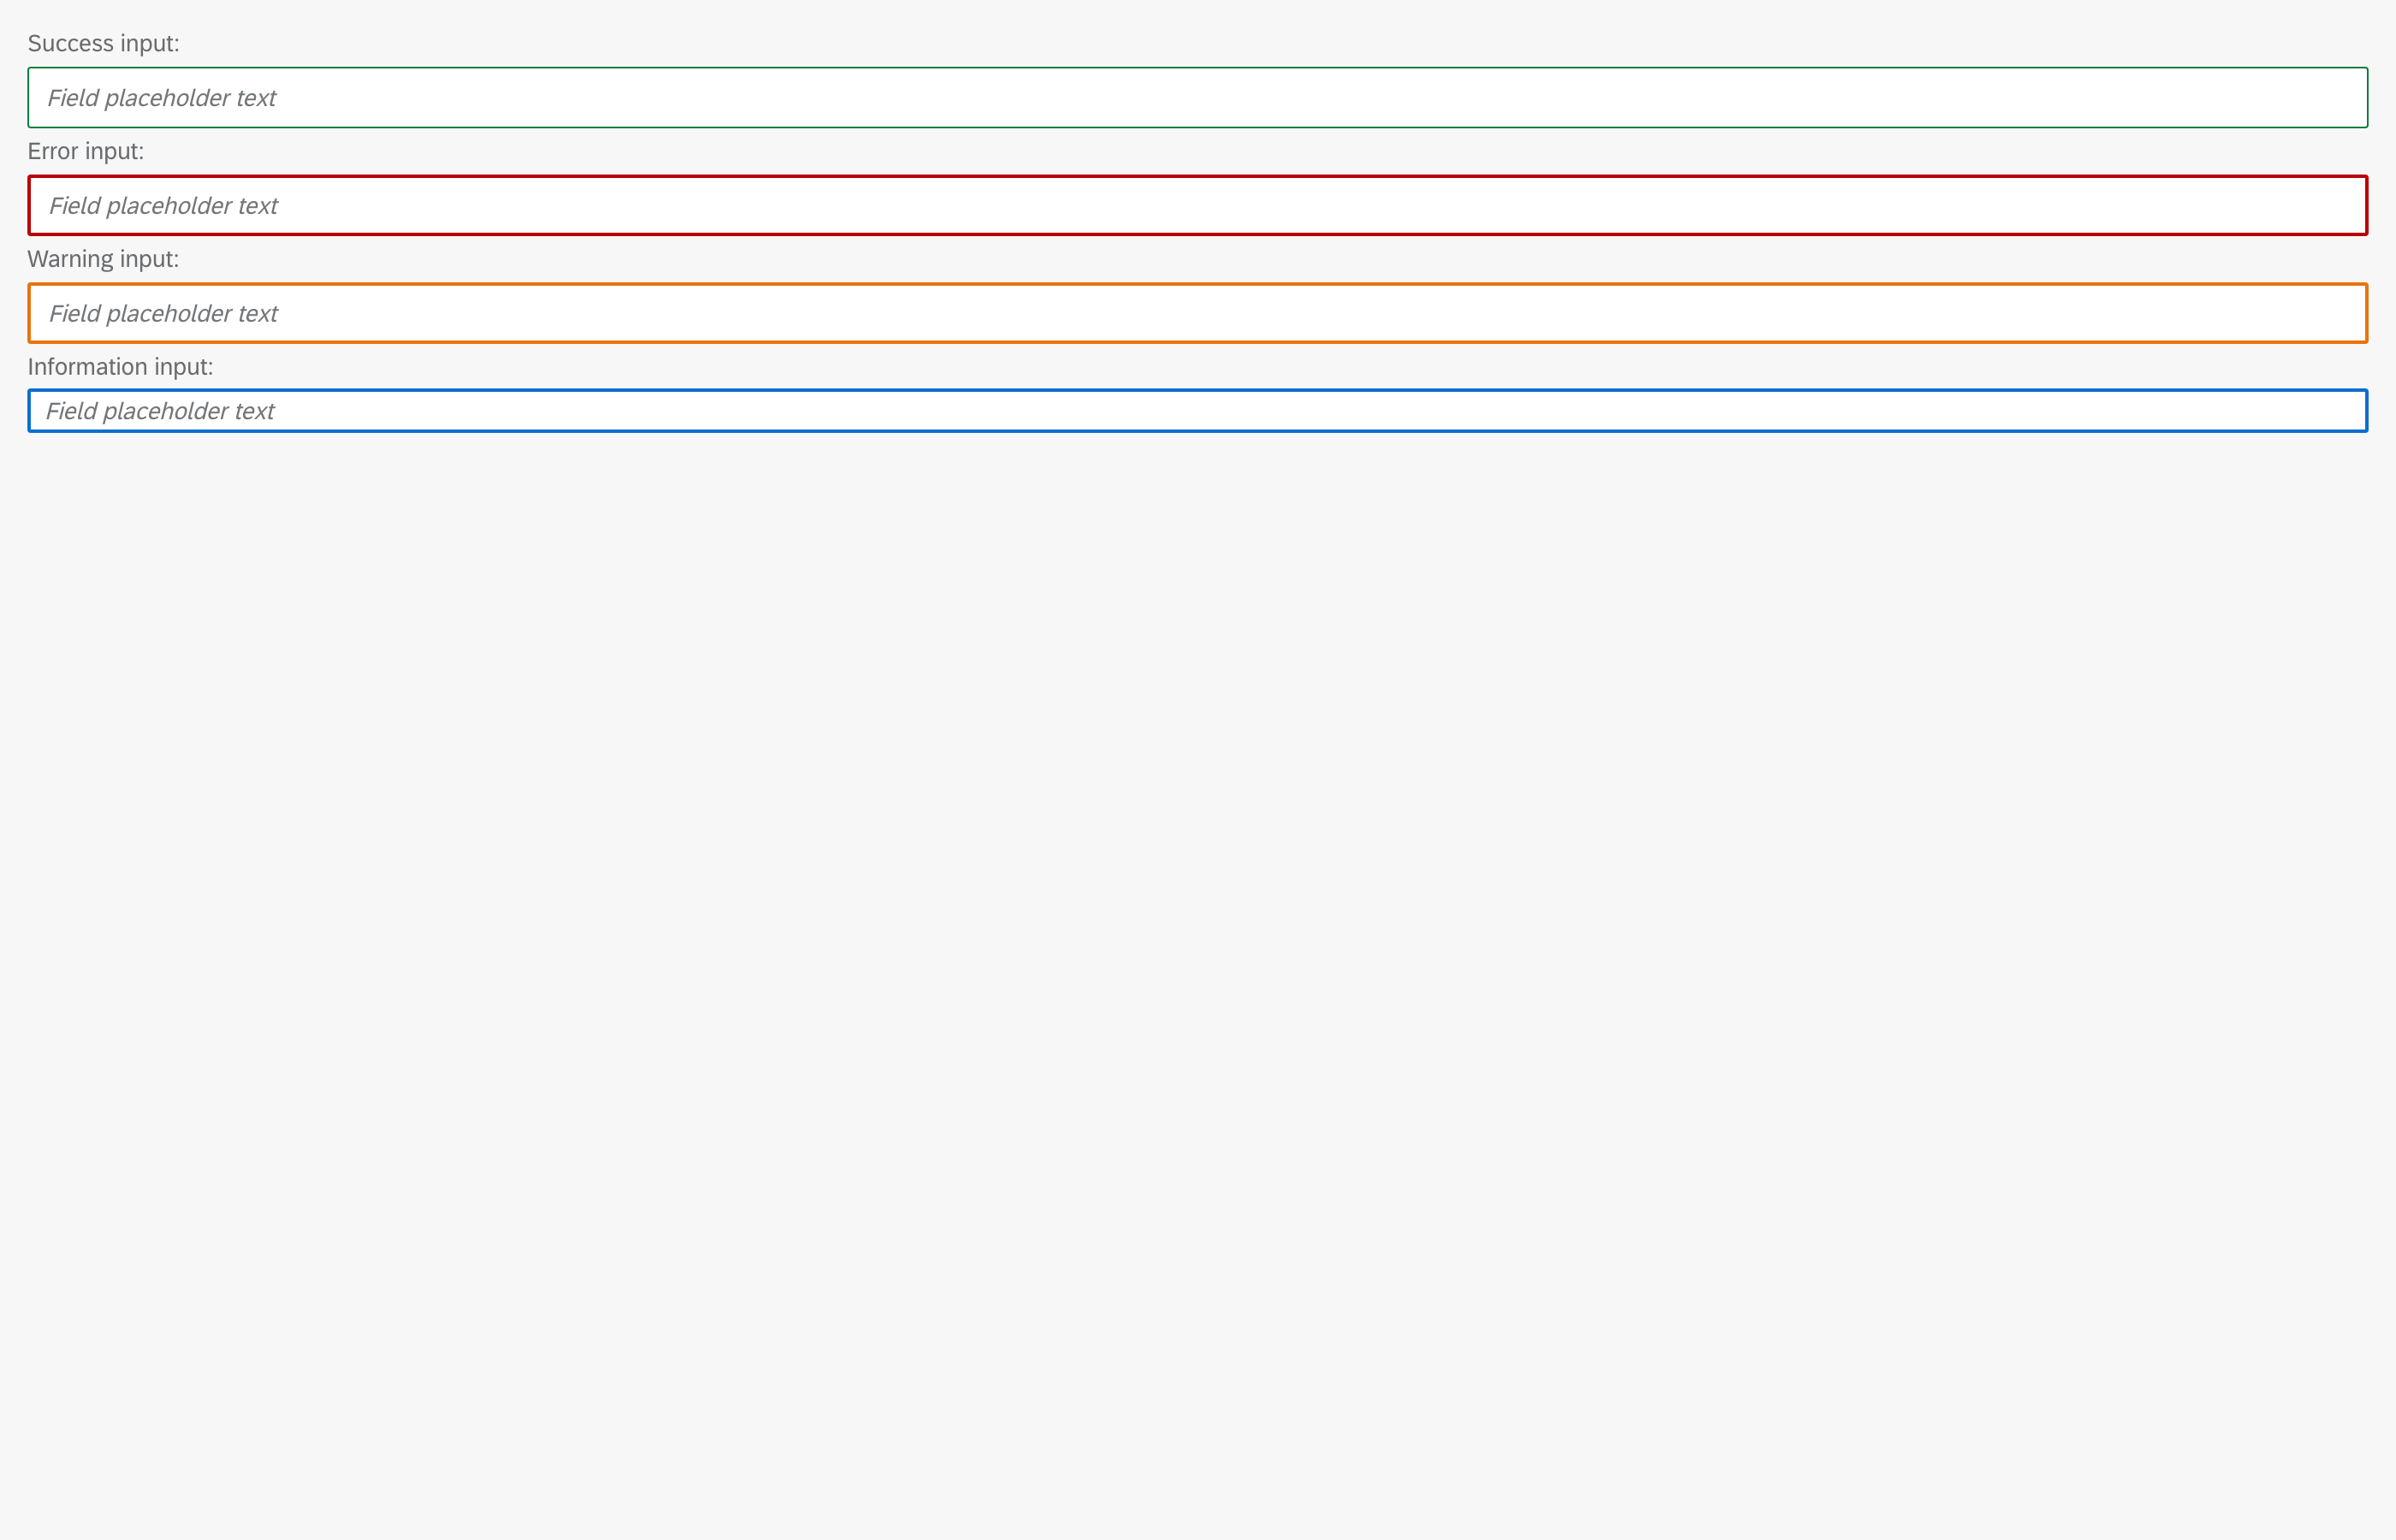 Success input:
Field placeholder text
Error input:
Field placeholder text
Warning input:
Field placeholder text
Information input:
Field placeholder text